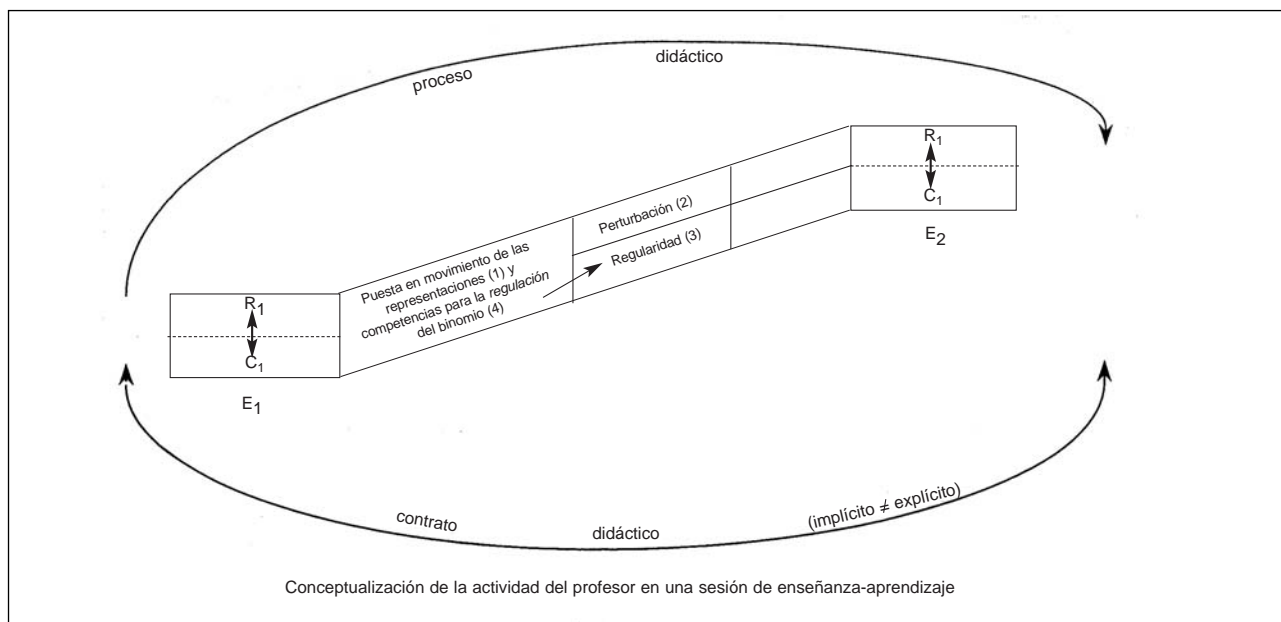 proceso
didáctico
R1
C1
E2
Perturbación (2)
Regularidad (3)
Puesta en movimiento de las
representaciones (1) y
competencias para la regulación
del binomio (4)
R1
C1
E1
contrato
didáctico
(implícito ≠ explícito)
Conceptualización de la actividad del profesor en una sesión de enseñanza-aprendizaje